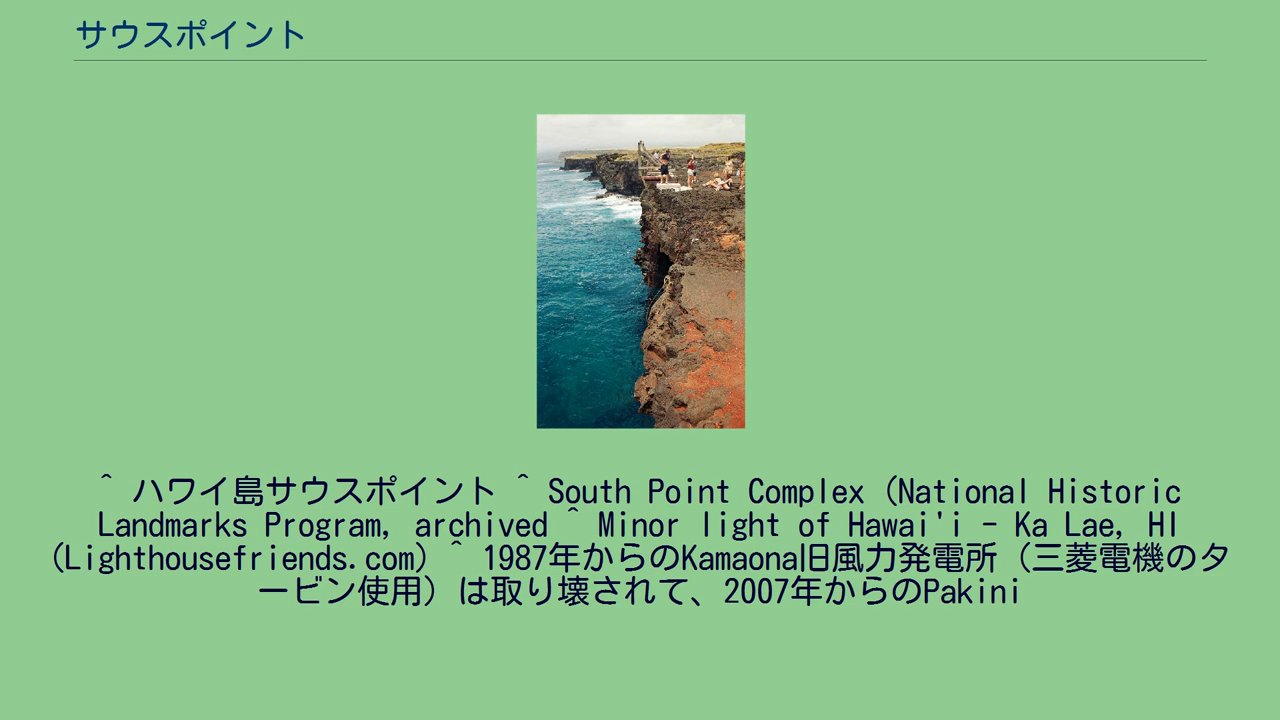 サウスポイント
^ ハワイ島サウスポイント ^ South Point Complex (National Historic
Landmarks Program, archived ^ Minor light of Hawai'i - Ka Lae, HI
(Lighthousefriends.com) ^ 1987年からのKamaona旧風力発電所（三菱電機のタ
ービン使用）は取り壊されて、2007年からのPakini